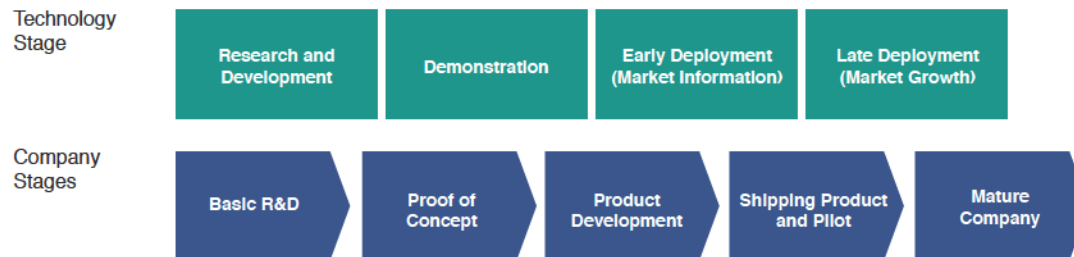 Technology
Stage
Research and
Development
Demonstration
Early Deployment
(Market Information)
Late Deployment
(Market Growth)
Company
Stages
Basic R&D
Proof of
Concept
Product
Development
Shipping Product
and Pilot
Mature
Company